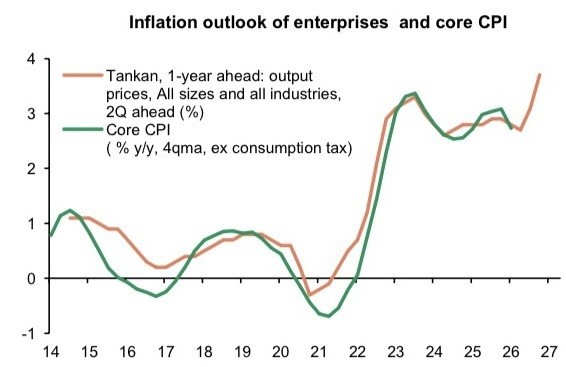 Inflation outlook of enterprises and core CPI
4
3
2
1
0
-1
Tankan, 1-year ahead: output
prices, All sizes and all industries,
2Q ahead (%)
Core CPI
( % y/y, 4qma, ex consumption tax)
14 15 16 17 18 19 20 21 22 23 23 24 25 26 27